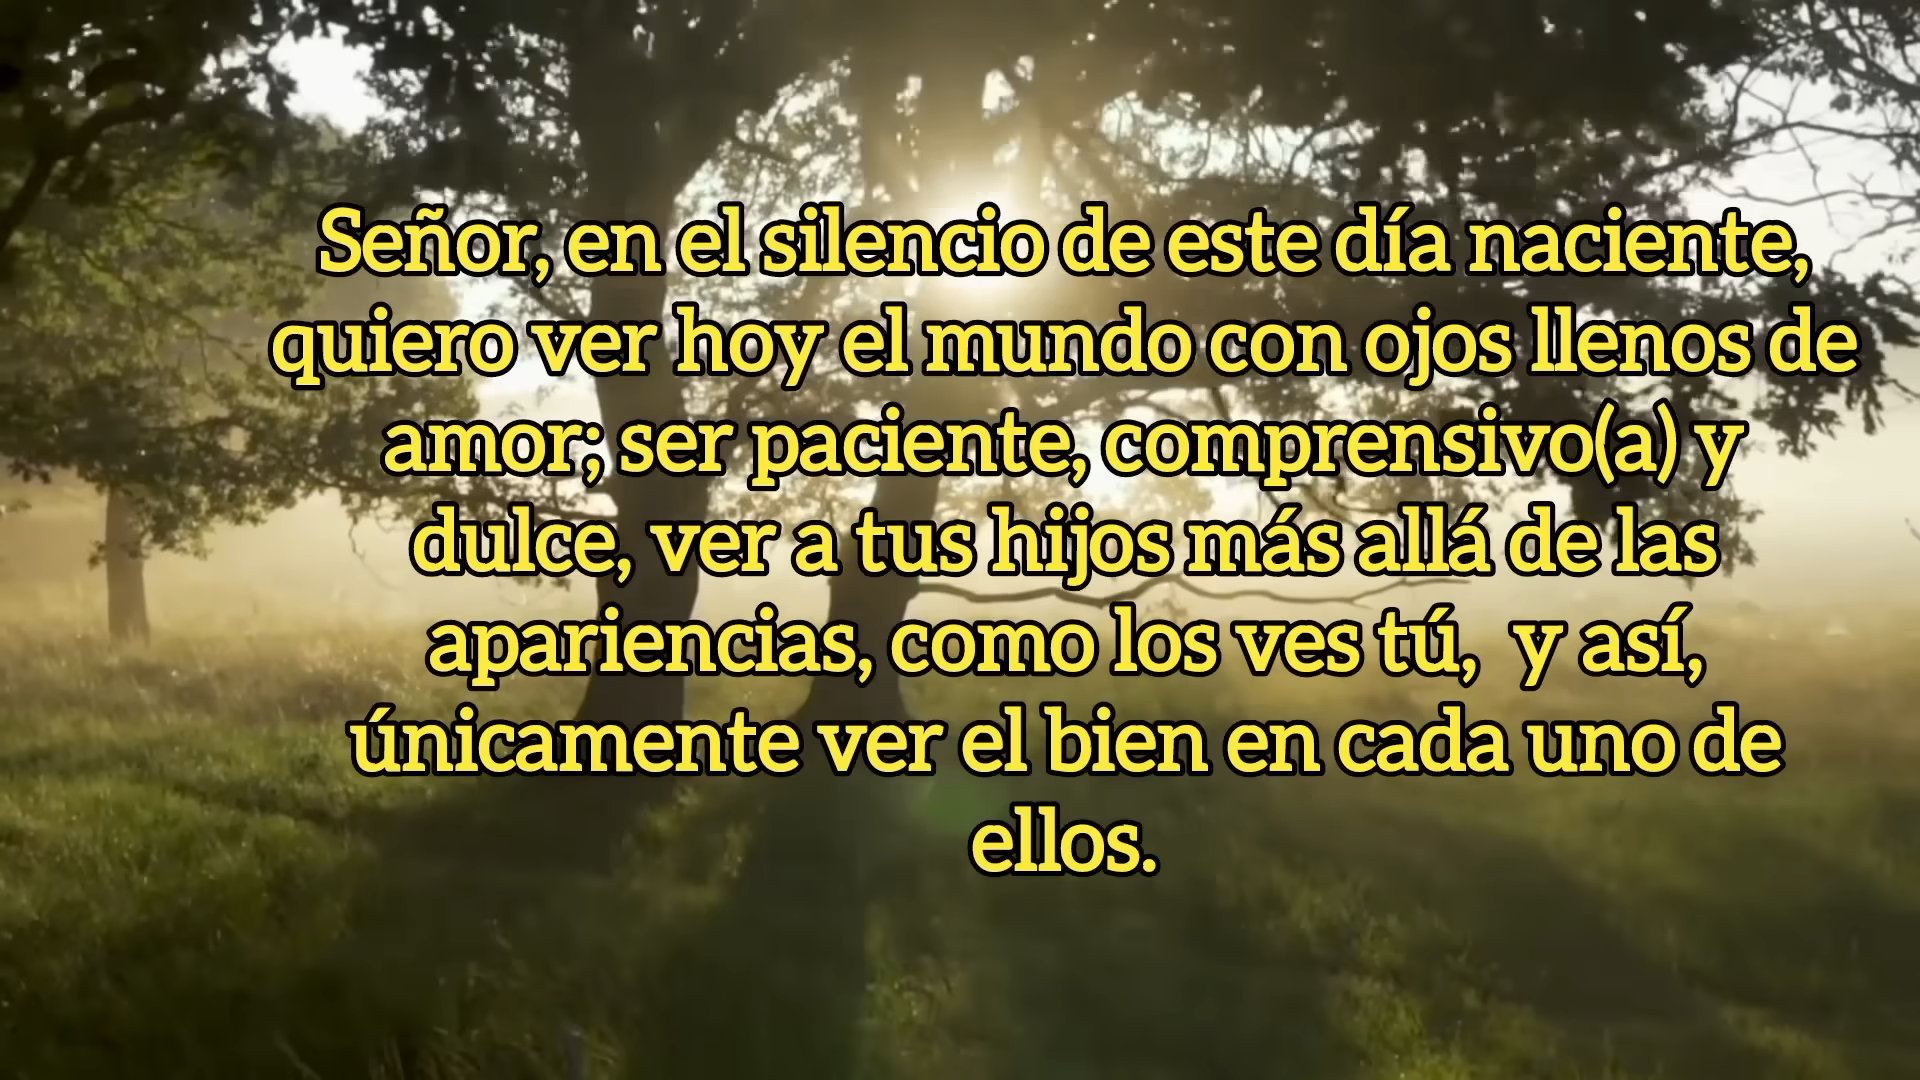 Señor, en el silencio de este día naciente,
quiero ver hoy el mundo con ojos llenos de
amor; ser paciente, comprensivo(a) y
dulce, ver a tus hijos más allá de las
apariencias, como los ves tú,  y así,
únicamente ver el bien en cada uno de
ellos.